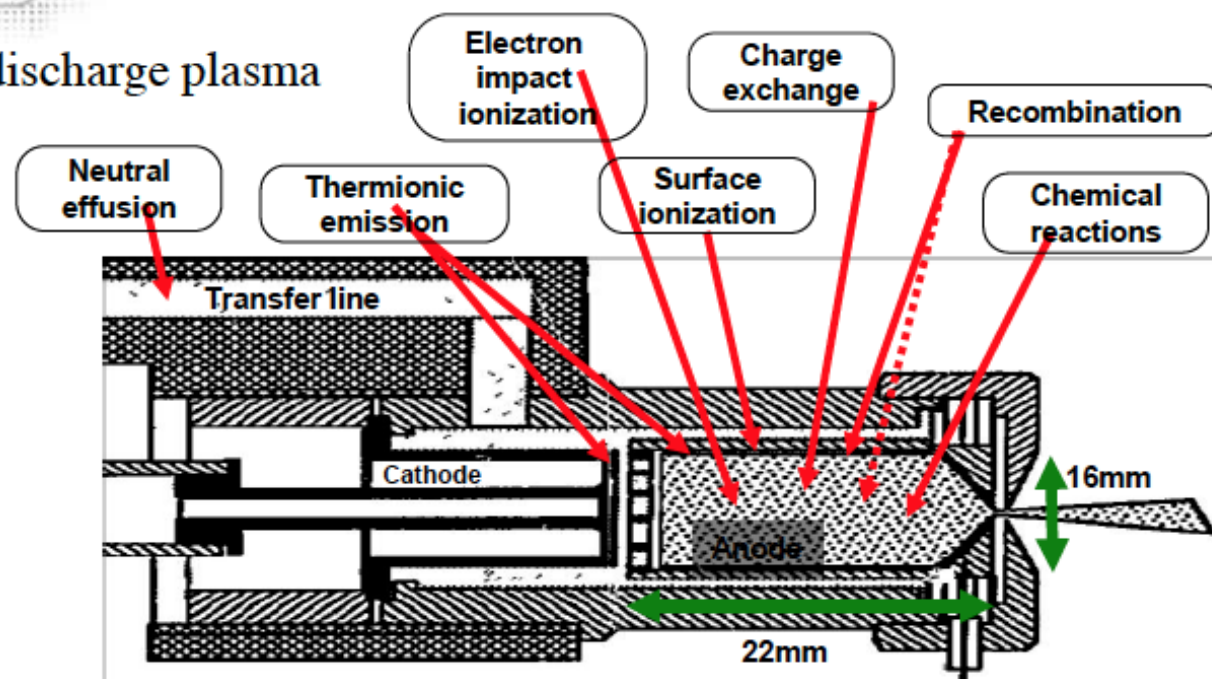 discharge plasma
Electron
impact
ionization
Charge
exchange
Recombination
Neutral
effusion
Thermionic
emission
Surface
ionization
Chemical
reactions
Transfer line
Cathode
Anode
16mm
22mm